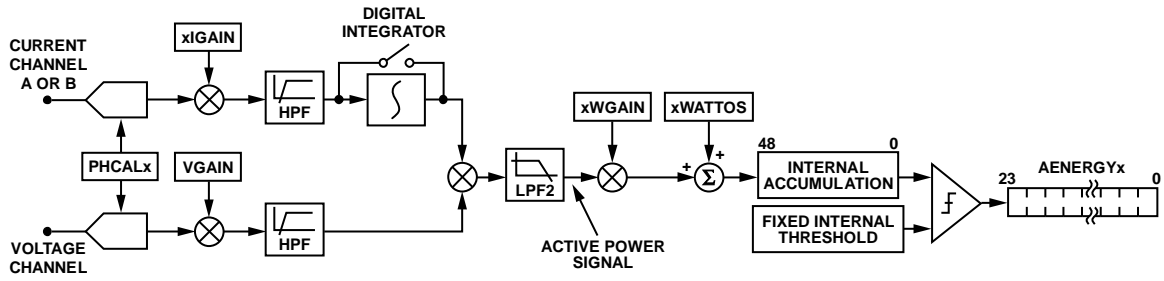 DIGITAL
INTEGRATOR
CURRENT
CHANNEL
A OR B
xIGAIN
HPF
xWGAIN
xWATTOS
PHCALx
VGAIN
LPF2
+
+
Σ
48
0
INTERNAL
ACCUMULATION
AENERGYx
23
0
FIXED INTERNAL
THRESHOLD
ACTIVE POWER
SIGNAL
VOLTAGE
CHANNEL
HPF